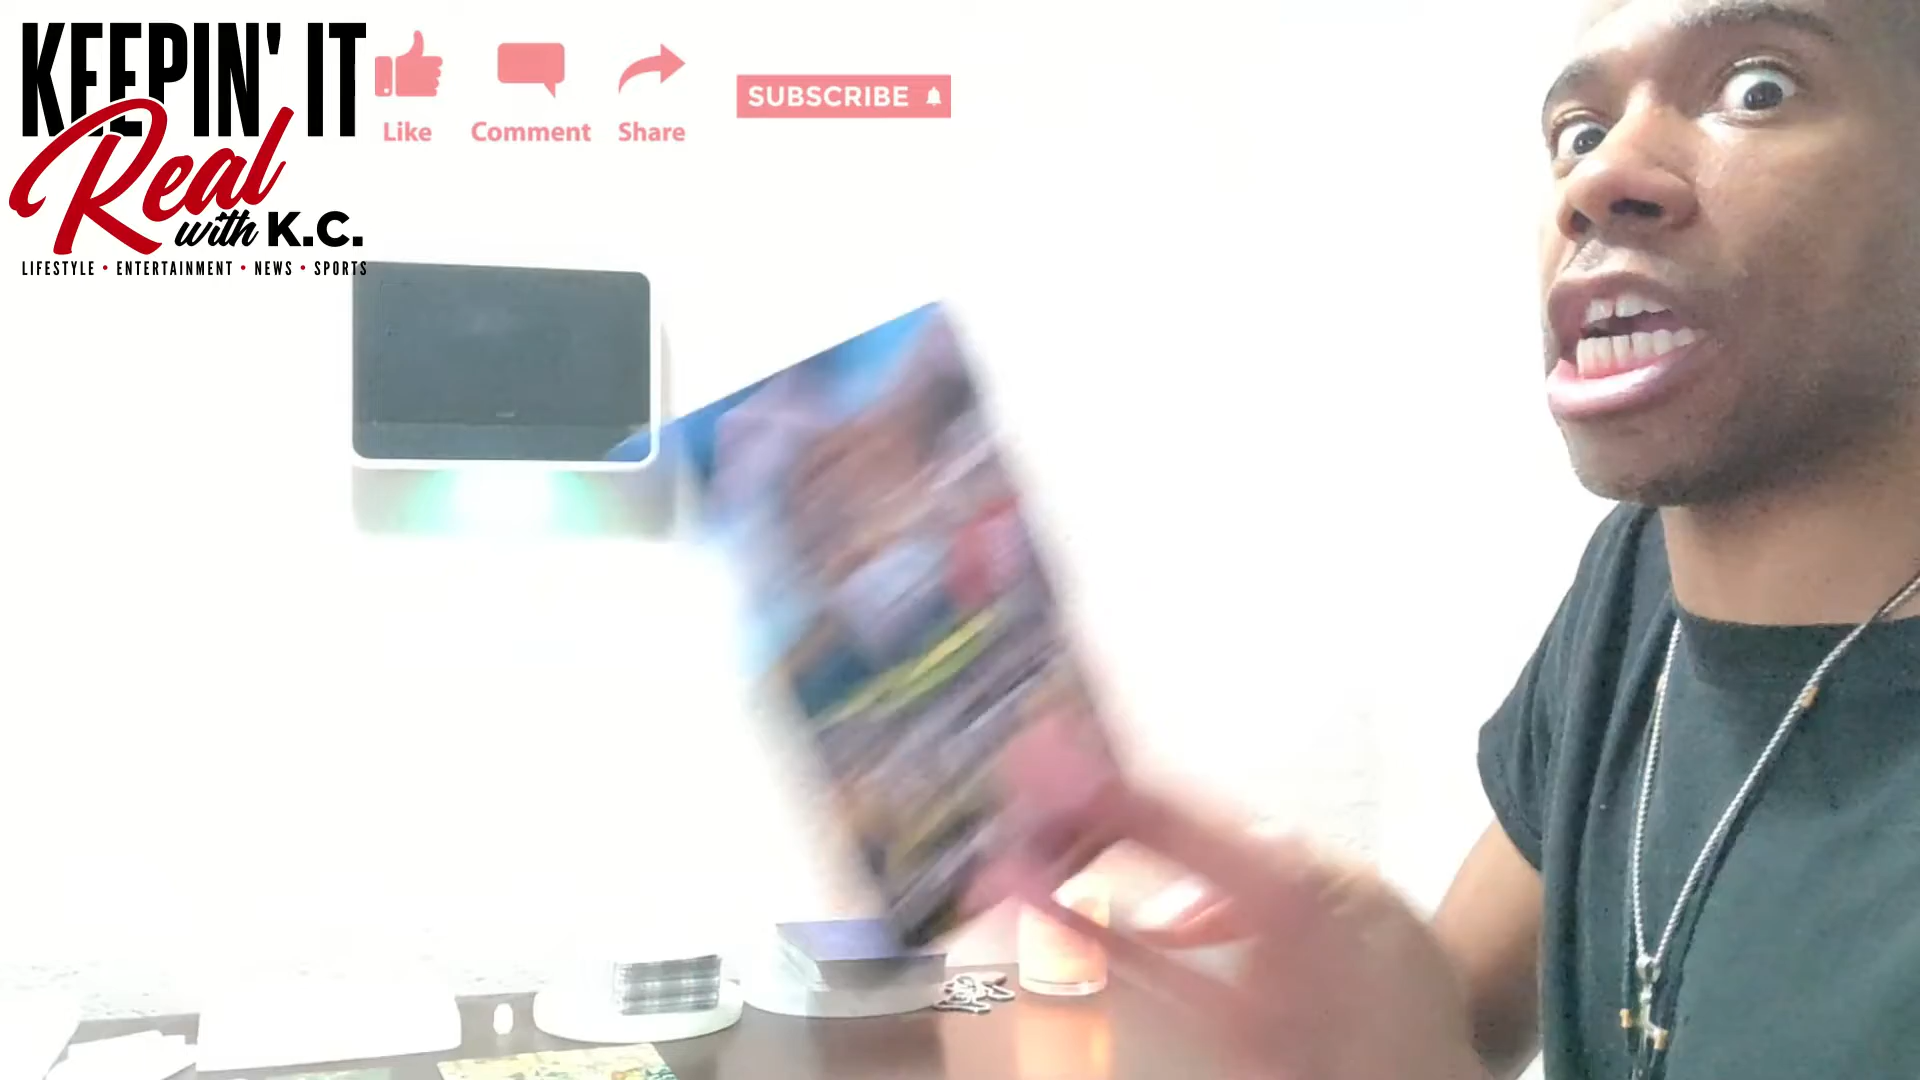 KEEPIN' IT
Real
with K.C.
LIFESTYLE • ENTERTAINMENT • NEWS • SPORTS
Like
Comment
Share
SUBSCRIBE